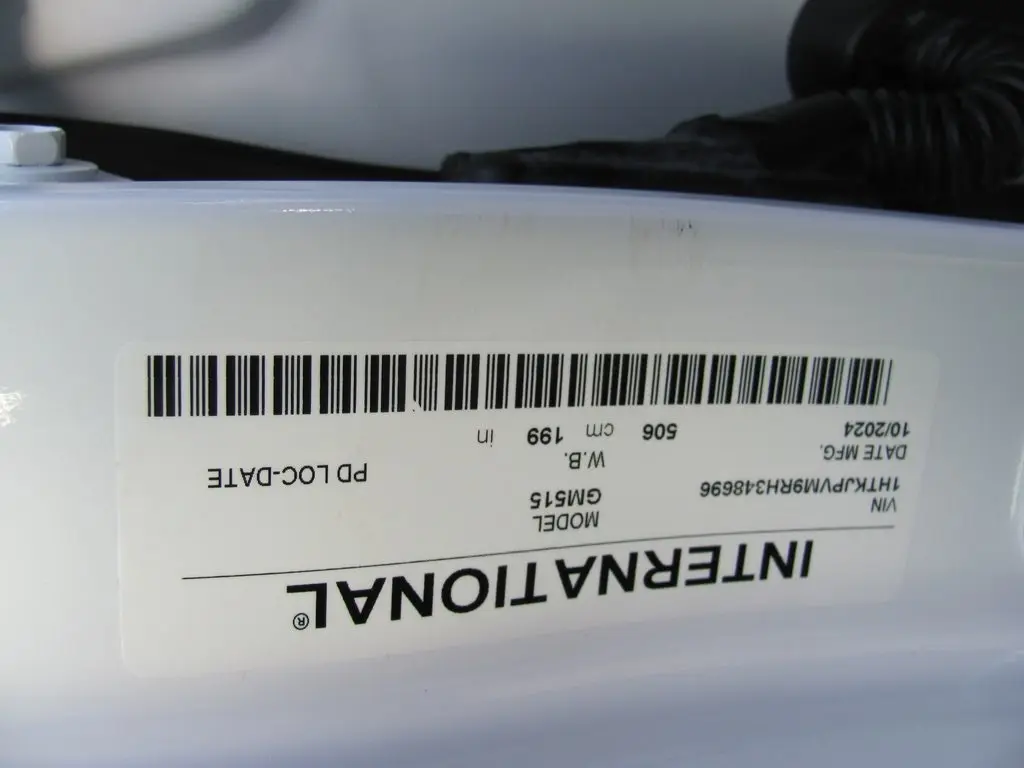 INTERNATIONAL®
VIN MODEL
1HTKJPVM9RH348696 GM515
DATE MFG. W.B. PD LOC-DATE
10/2024 506 cm 199 in